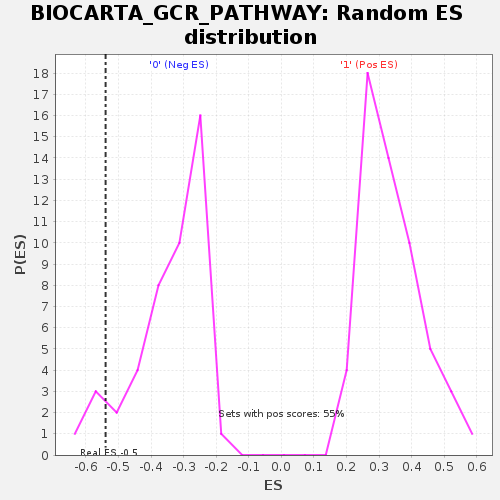 BIOCARTA_GCR_PATHWAY: Random ES
distribution
'0' (Neg ES)
'1' (Pos ES)
18
17
16
15
14
13
12
11
10
9
8
7
6
5
4
3
2
1
0
P(ES)
Sets with pos scores: 55%
Real ES -0.5
-0.6 -0.5 -0.4 -0.3 -0.2 -0.1 0.0 0.1 0.2 0.3 0.4 0.5 0.6
ES